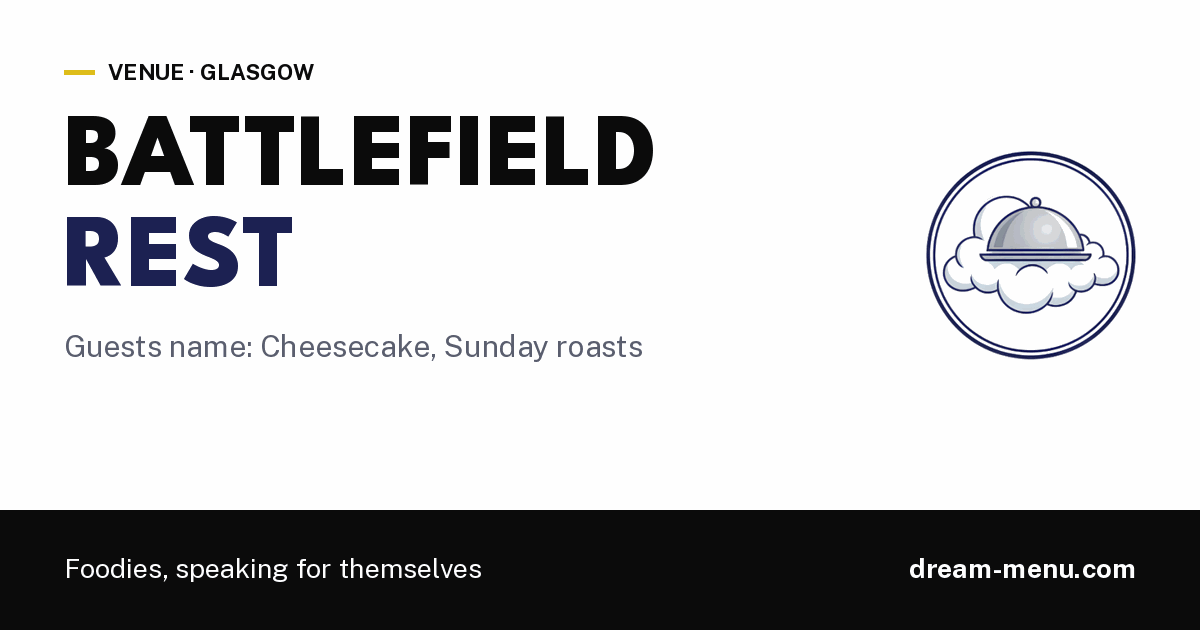 VENUE · GLASGOW
BATTLEFIELD
REST
Guests name: Cheesecake, Sunday roasts
Foodies, speaking for themselves
dream-menu.com